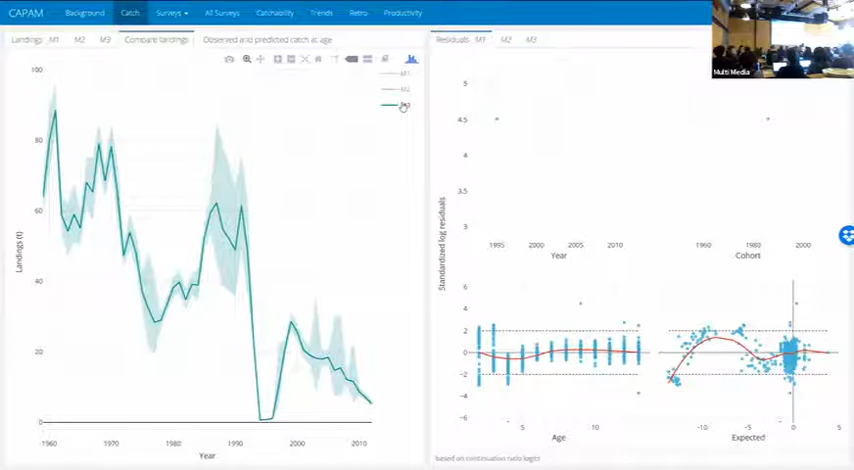 CAPAM Background Catch Surveys All Surveys Catchability Trends Retro Productivity
Multi Media
Landings M1 M2 M3 Compare landings Observed and predicted catch at age
Residuals M1 M2 M3
M1
M2
100
80
60
40
20
0
Landings (t)
1960 1970 1980 1990 2000 2010
Year
Standardized log residuals
5
4.5
4
3.5
3
1995 2000 2005 2010
Year
1960 1980 2000
Cohort
6
4
2
0
−2
−4
−6
5 10
Age
-10 -5 0 5
Expected
based on continuation ratio logits